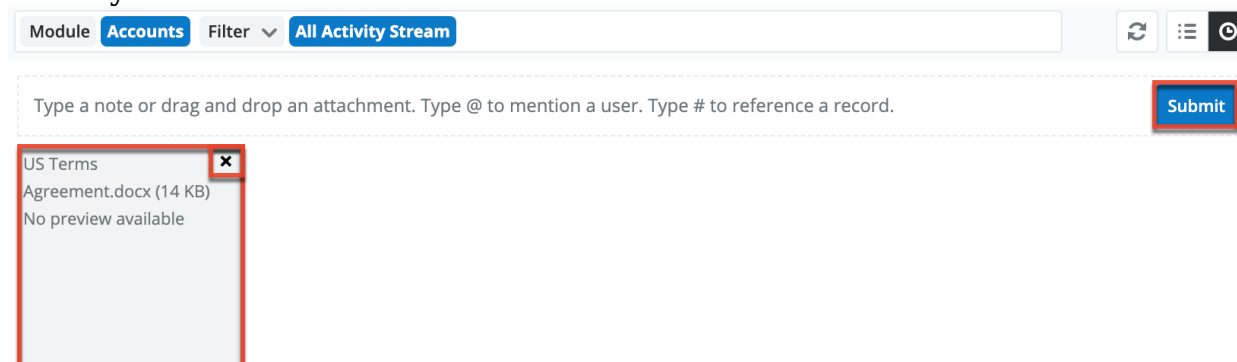 Module Accounts Filter All Activity Stream
Type a note or drag and drop an attachment. Type @ to mention a user. Type # to reference a record.
Submit
US Terms
Agreement.docx (14 KB)
No preview available